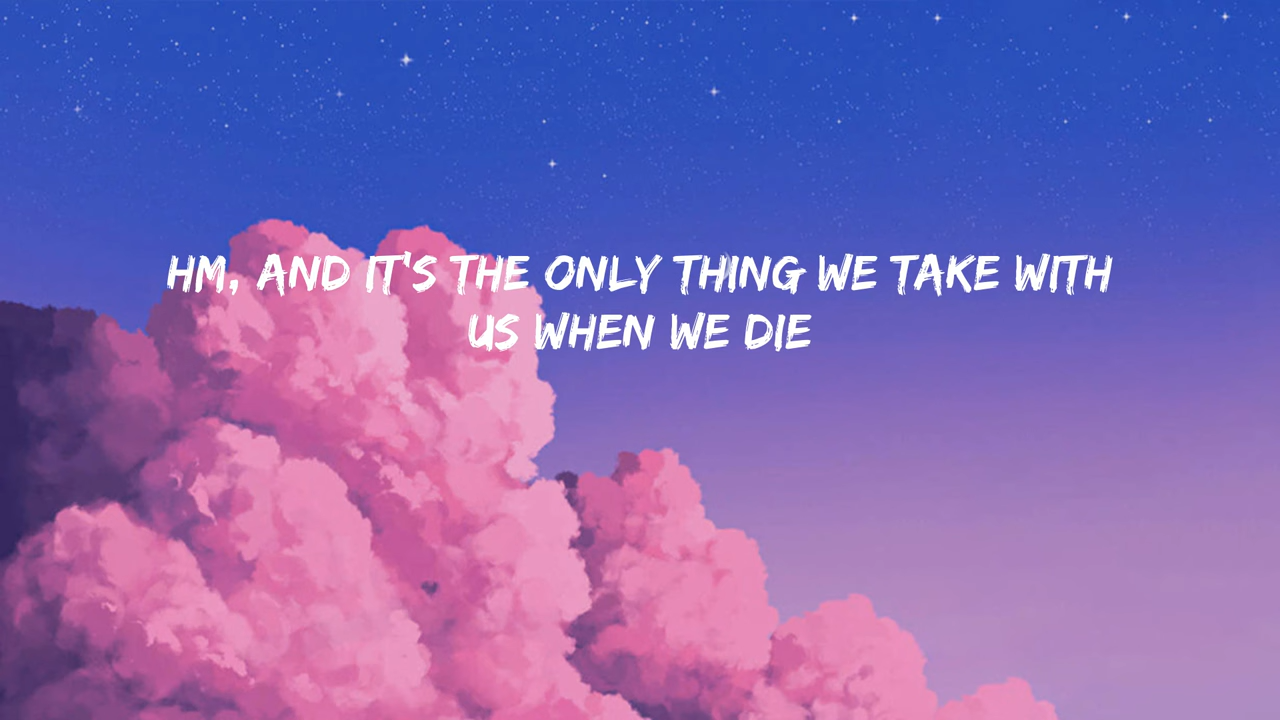 HM, AND IT'S THE ONLY THING WE TAKE WITH
US WHEN WE DIE